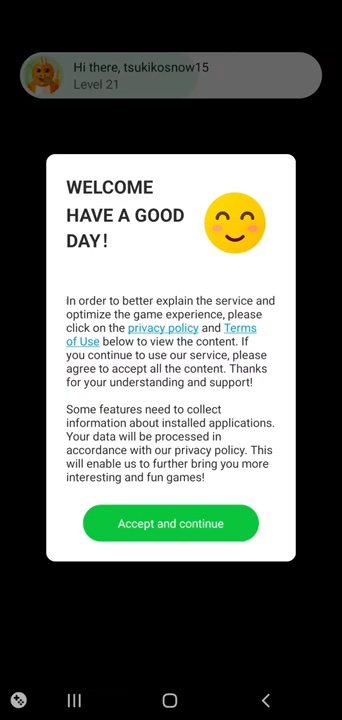 Hi there, tsukikosnow15
Level 21
WELCOME
HAVE A GOOD
DAY!
In order to better explain the service and
optimize the game experience, please
click on the privacy policy and Terms
of Use below to view the content. If
you continue to use our service, please
agree to accept all the content. Thanks
for your understanding and support!
Some features need to collect
information about installed applications.
Your data will be processed in
accordance with our privacy policy. This
will enable us to further bring you more
interesting and fun games!
Accept and continue